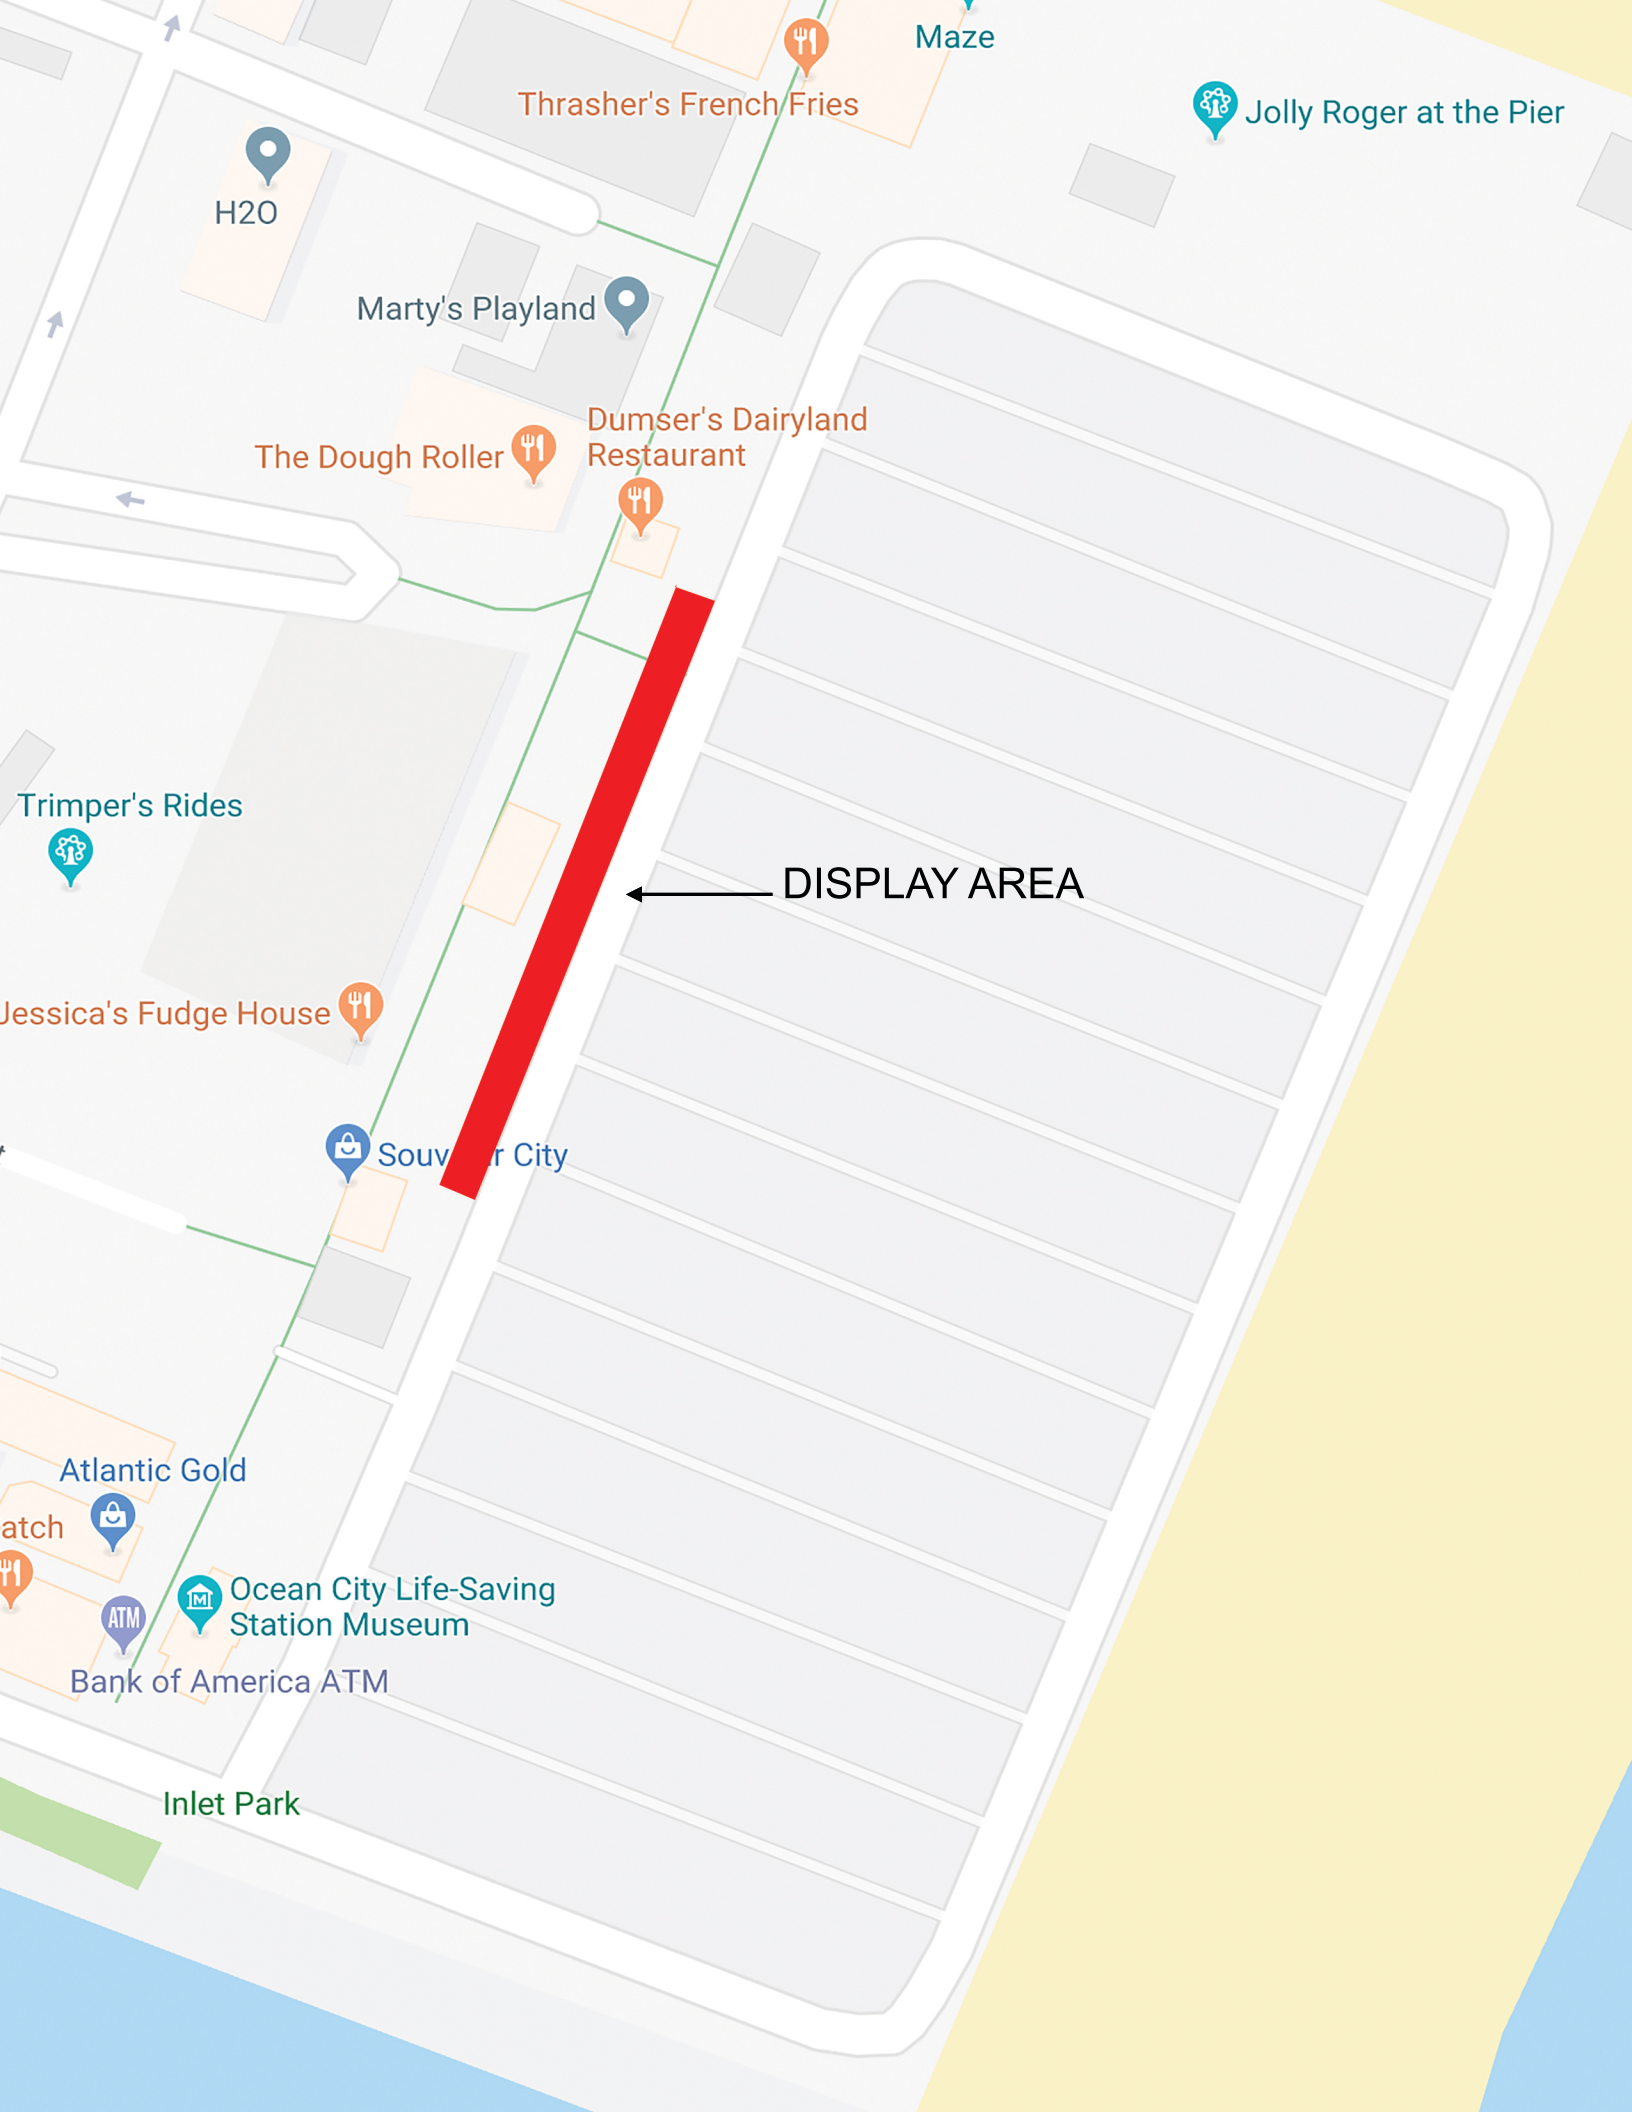 Maze
Thrasher's French Fries
Jolly Roger at the Pier
H2O
Marty's Playland
Dumser's Dairyland
Restaurant
The Dough Roller
Trimper's Rides
DISPLAY AREA
Jessica's Fudge House
City
Atlantic Gold
atch
ATM
M
Ocean City Life-Saving
Station Museum
Bank of America ATM
Inlet Park